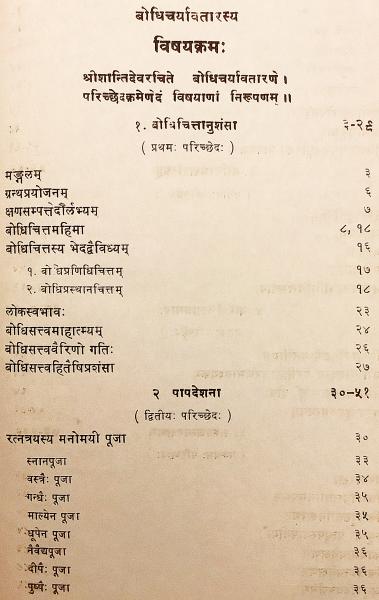 बोधिचर्यावतारस्य
विषयक्रमः
श्रीशान्तिदेवरचिते बोधिचर्यावतारणे।
परिच्छेदक्रमेणेदं विषयाणां निरूपणम्॥
१. बोधिचित्तानुशंसा ३-२९
( प्रथमः परिच्छेदः )
मङ्गलम् ३
ग्रन्थप्रयोजनम् ६
क्षणसम्पत्तेर्दौर्लभ्यम् ७
बोधिचित्तमहिमा ८, १८
बोधिचित्तस्य भेदद्वैविध्यम् १६
१. बोधिप्रणिधिचित्तम् १७
२. बोधिप्रस्थानचित्तम् १८
लोकस्वभावः २३
बोधिसत्त्वमाहात्म्यम् २४
बोधिसत्त्ववैरिणो गतिः २६
बोधिसत्त्वहितैषिप्रशंसा २७
२ पापदेशना ३०-५१
( द्वितीयः परिच्छेदः )
रत्नत्रयस्य मनोमयी पूजा ३०
स्नानपूजा ३३
वस्त्रैः पूजा ३४
गन्धैः पूजा ३५
माल्येन पूजा ३५
धूपेन पूजा ३५
नैवैद्यपूजा ३६
दीपैः पूजा ३६
पुष्पैः पूजा ३६